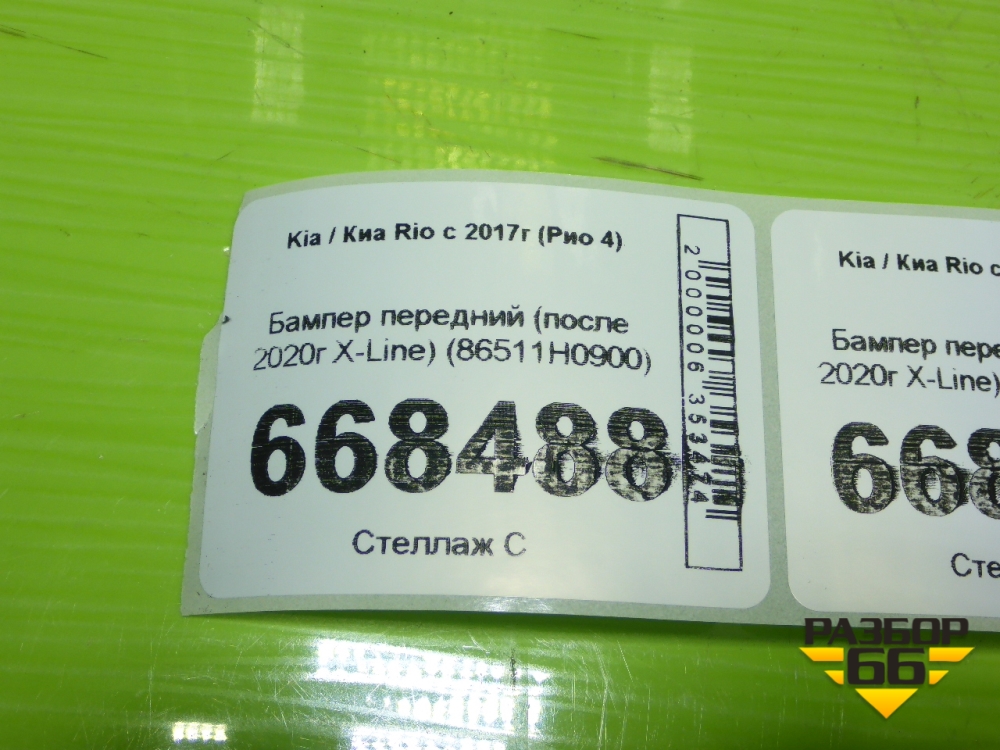 Kia / Киа Rio с 2017г (Рио 4)
Бампер передний (после
2020г X-Line) (86511H0900)
668488
Стеллаж С
Kia / Киа Rio с
Бампер пере
2020г X-Line)
668
Сте
РАЗБОР
66